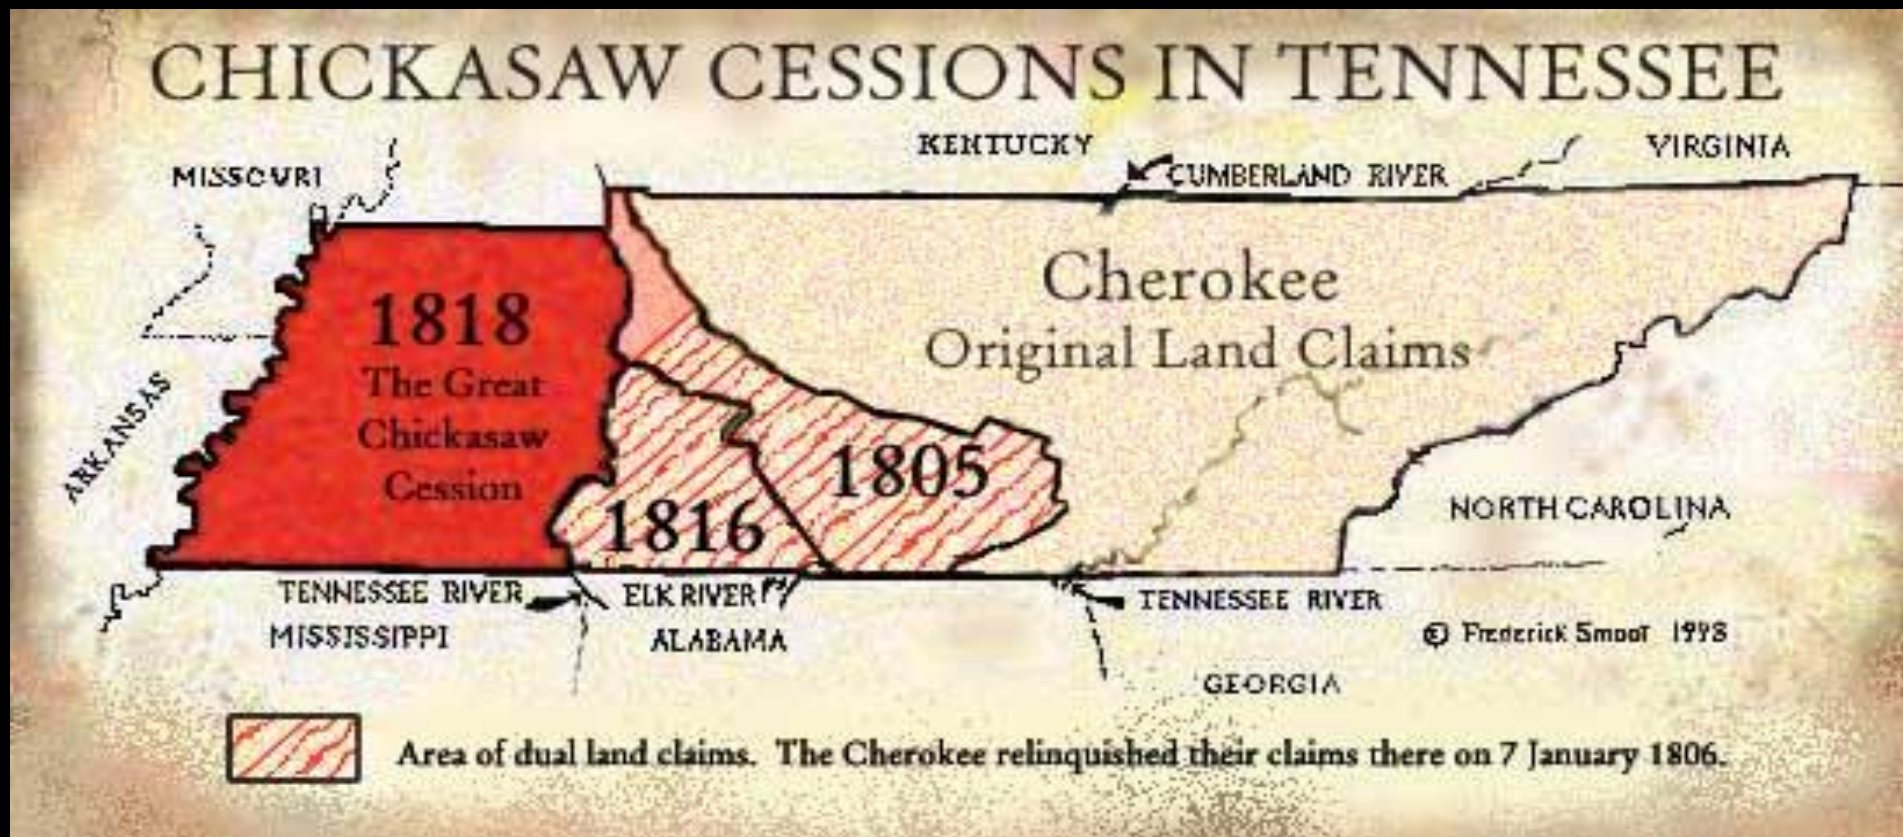 CHICKASAW CESSIONS IN TENNESSEE
KENTUCKY
VIRGINIA
MISSOURI
CUMBERLAND RIVER
1818
The Great
Chickasaw
Cession
Cherokee
Original Land Claims
ARKANSAS
1805
1816
NORTH CAROLINA
TENNESSEE RIVER
ELK RIVER
TENNESSEE RIVER
MISSISSIPPI
ALABAMA
© Frederick Smoot 1998
GEORGIA
Area of dual land claims. The Cherokee relinquished their claims there on 7 January 1806.